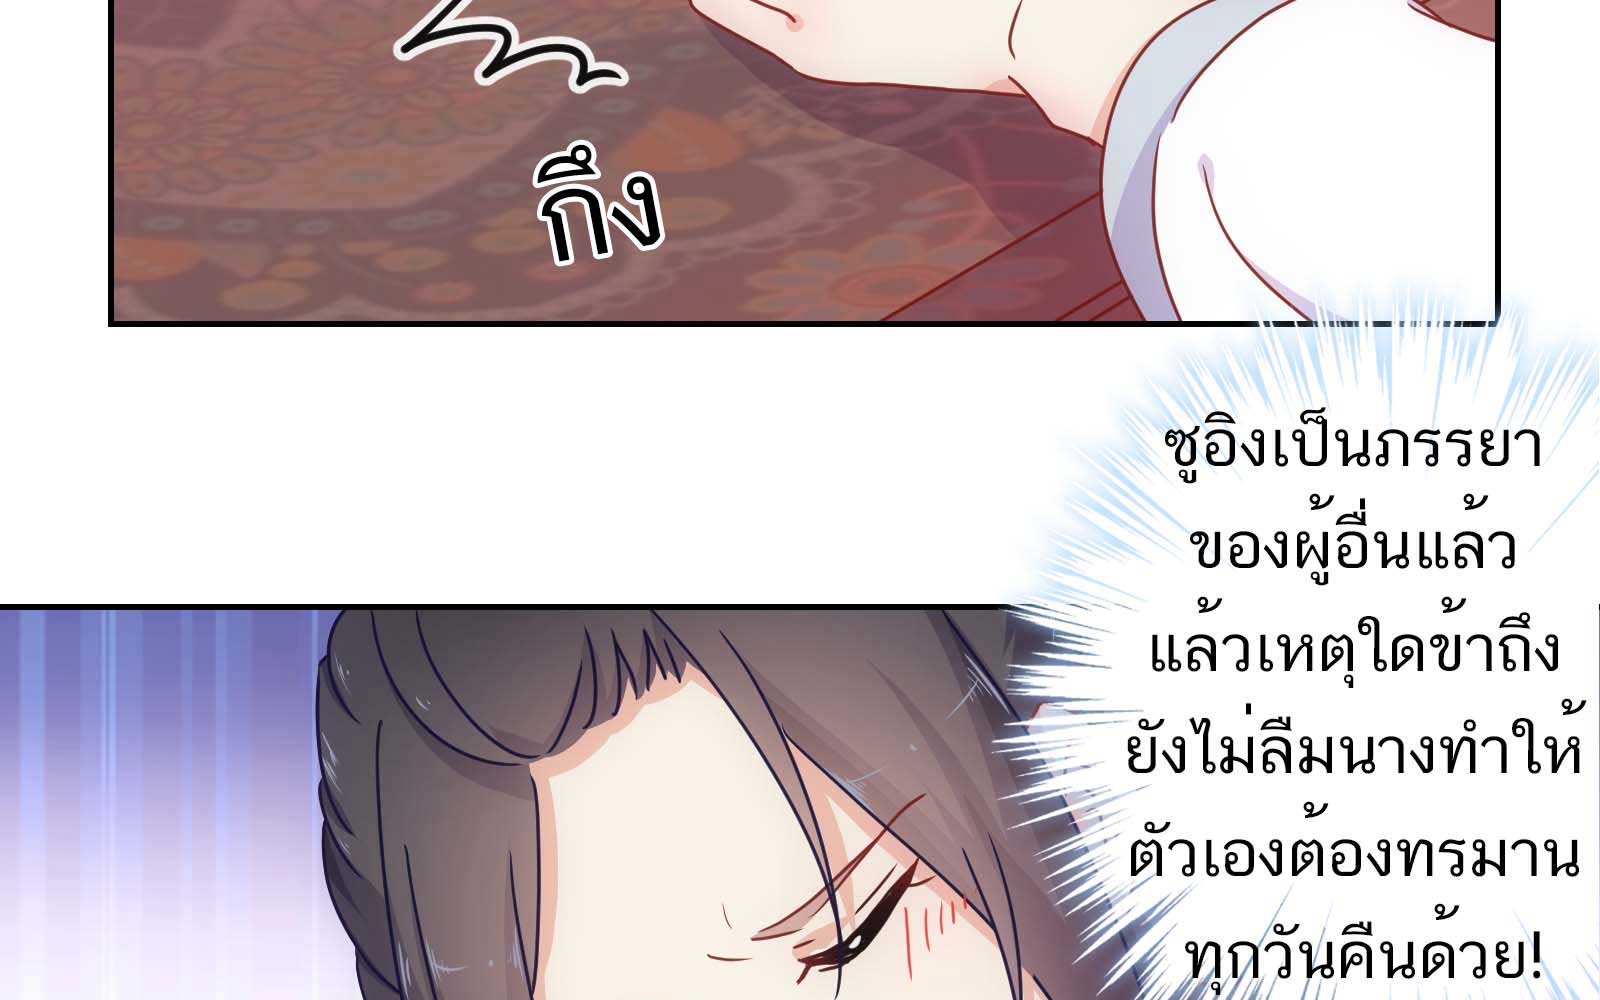 กึง
ซูอิงเป็นภรรยา
ของผู้อื่นแล้ว
แล้วเหตุใดข้าถึง
ยังไม่ลืมนางทำให้
ตัวเองต้องทรมาน
ทุกวันคืนด้วย!